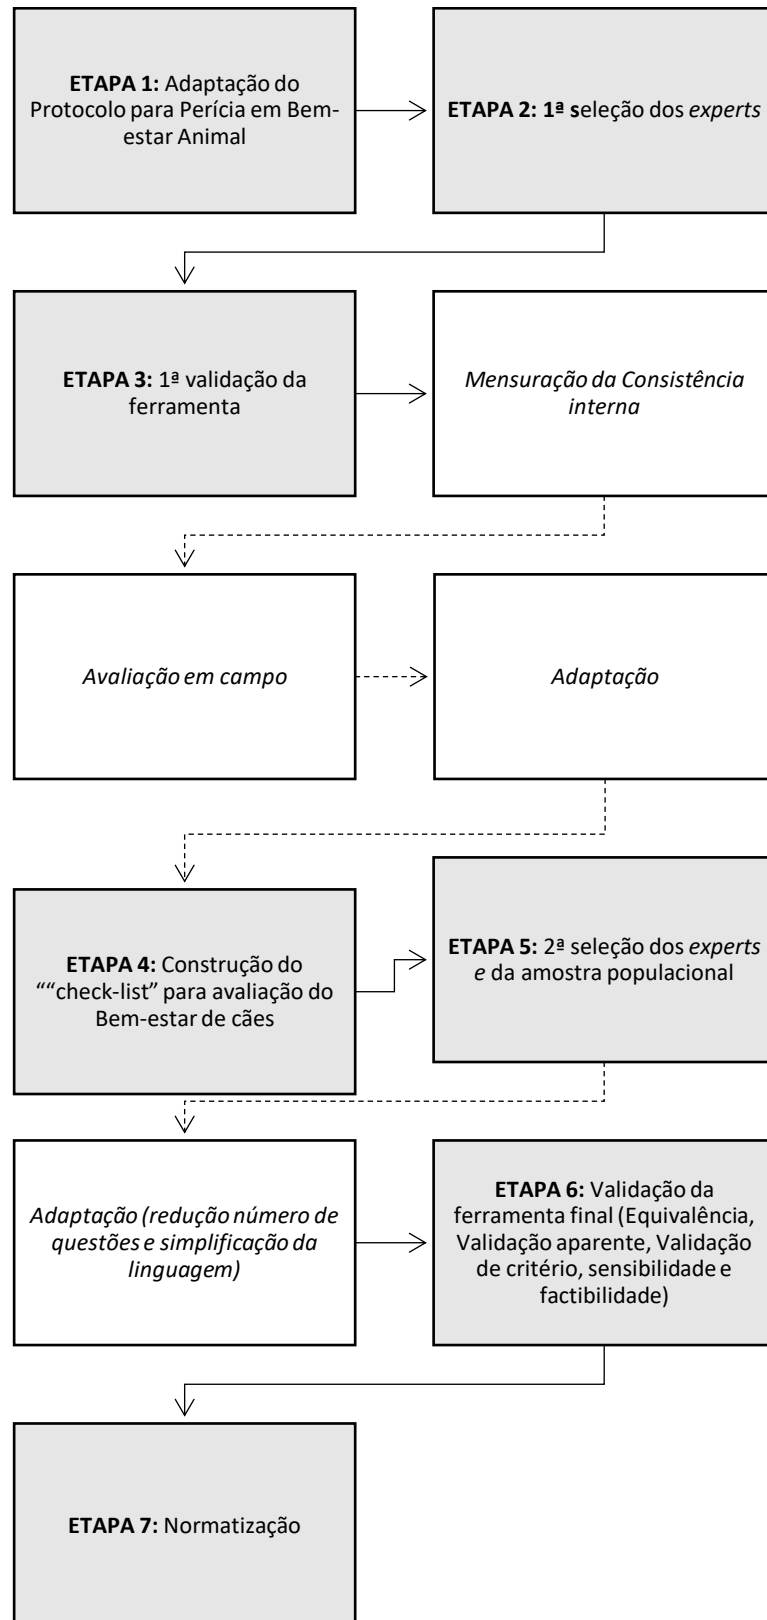 ETAPA 1: Adaptação do
Protocolo para Perícia em Bem-
estar Animal
ETAPA 2: 1ª seleção dos experts
ETAPA 3: 1ª validação da
ferramenta
Mensuração da Consistência
interna
Avaliação em campo
Adaptação
ETAPA 4: Construção do
““check-list” para avaliação do
Bem-estar de cães
ETAPA 5: 2ª seleção dos experts
e da amostra populacional
Adaptação (redução número de
questões e simplificação da
linguagem)
ETAPA 6: Validação da
ferramenta final (Equivalência,
Validação aparente, Validação
de critério, sensibilidade e
factibilidade)
ETAPA 7: Normatização